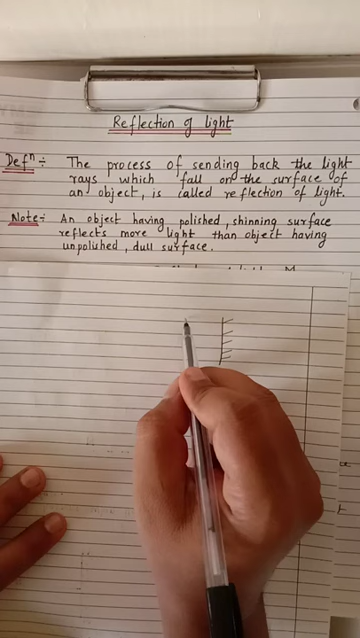 Reflection of light
Defⁿ:- The process of sending back the light
rays which fall on the surface of
an object, is called reflection of light.
Note:- An object having polished, shinning surface
reflects more light than object having
unpolished, dull surface.